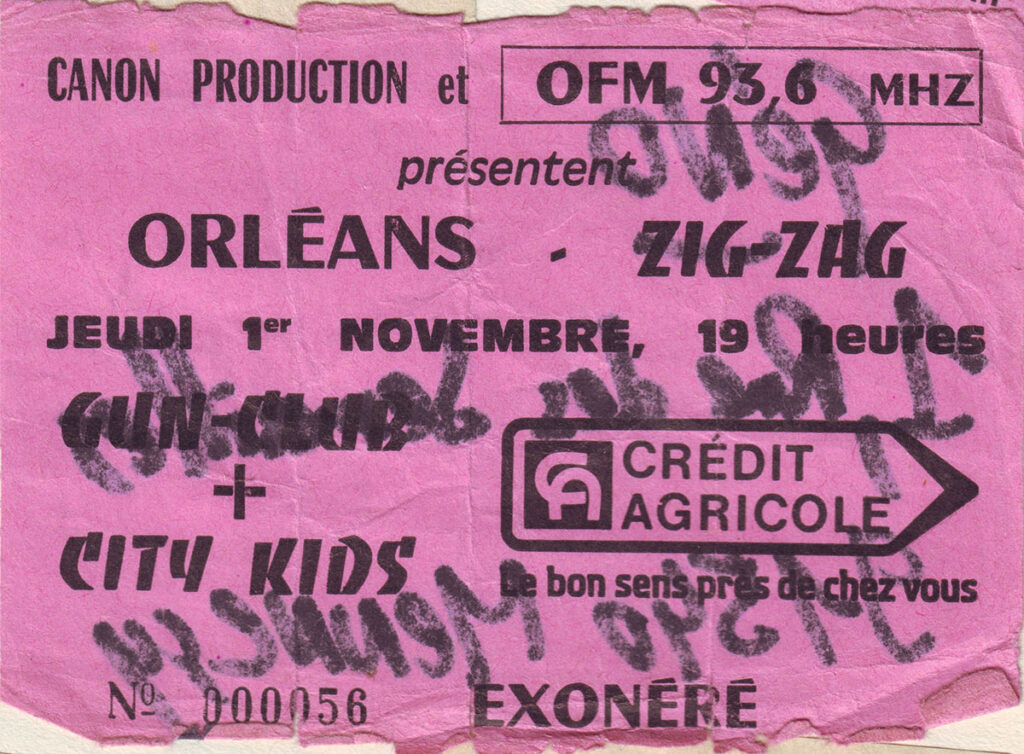 CANON PRODUCTION et OFM 93,6 MHZ
présentent
ORLÉANS - ZIG-ZAG
JEUDI 1er NOVEMBRE, 19 heures
GUN-CLUB
+
CITY KIDS
CRÉDIT
AGRICOLE
Le bon sens près de chez vous
Nº 000056 EXONÉRÉ